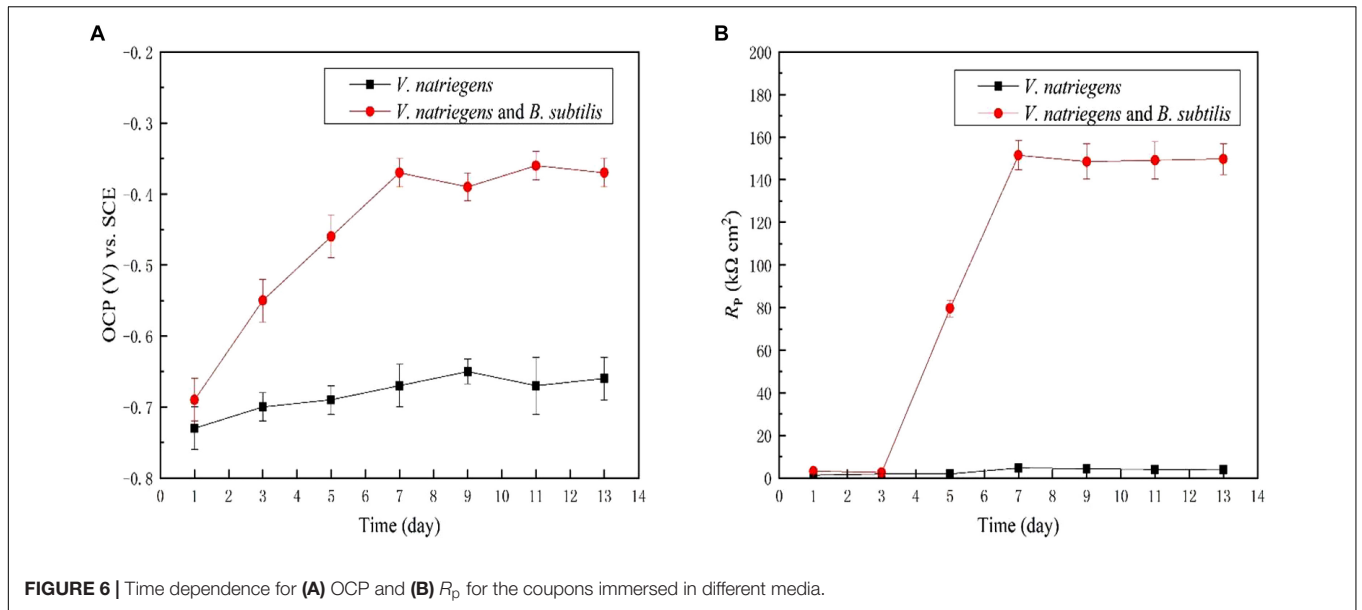 A
OCP (V) vs. SCE
-0.2
-0.3
-0.4
-0.5
-0.6
-0.7
-0.8
V. natriegens
V. natriegens and B. subtilis
0 1 2 3 4 5 6 7 8 9 10 11 12 13 14
Time (day)
B
Rₚ (kΩ cm²)
200
180
160
140
120
100
80
60
40
20
0
V. natriegens
V. natriegens and B. subtilis
0 1 2 3 4 5 6 7 8 9 10 11 12 13 14
Time (day)
FIGURE 6 | Time dependence for (A) OCP and (B) Rₚ for the coupons immersed in different media.